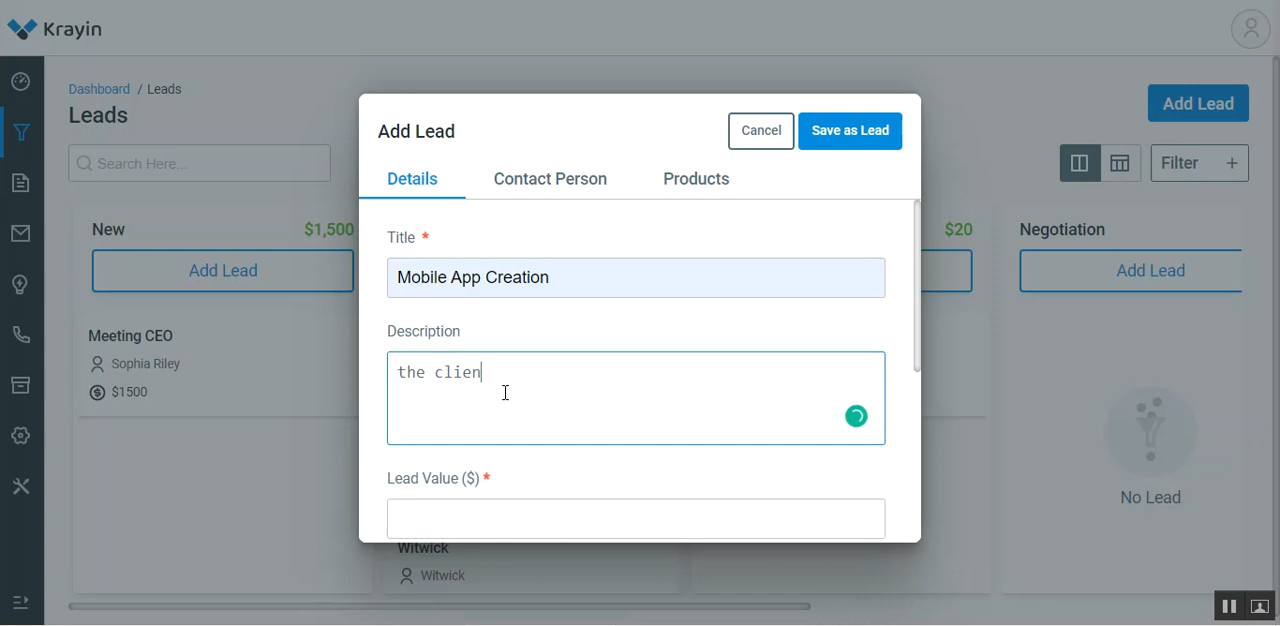 Krayin
Dashboard / Leads
Leads
Add Lead
Search Here...
Filter +
New $1,500
Add Lead
Meeting CEO
Sophia Riley
$1500
Add Lead
Cancel
Save as Lead
Details
Contact Person
Products
Title *
Mobile App Creation
Description
the clien
Lead Value ($) *
Witwick
Witwick
$20
Negotiation
Add Lead
No Lead